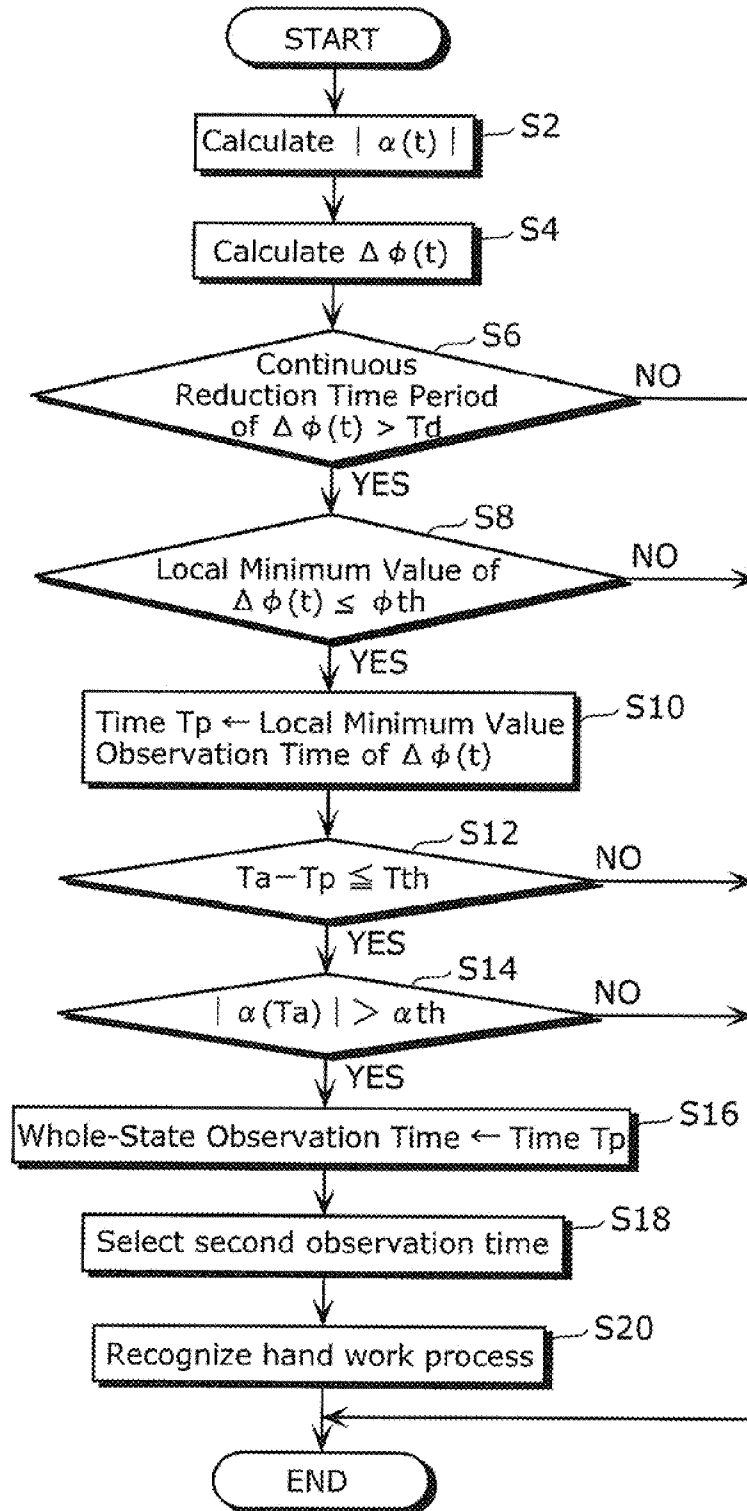 START
S2
Calculate | α(t) |
S4
Calculate Δ ϕ(t)
S6
Continuous
Reduction Time Period
of Δ ϕ(t) > Td
NO
YES
S8
Local Minimum Value of
Δ ϕ(t) ≤ ϕth
NO
YES
S10
Time Tp ← Local Minimum Value
Observation Time of Δ ϕ(t)
S12
Ta−Tp ≦ Tth
NO
YES
S14
| α(Ta) | > αth
NO
YES
S16
Whole-State Observation Time ← Time Tp
S18
Select second observation time
S20
Recognize hand work process
END